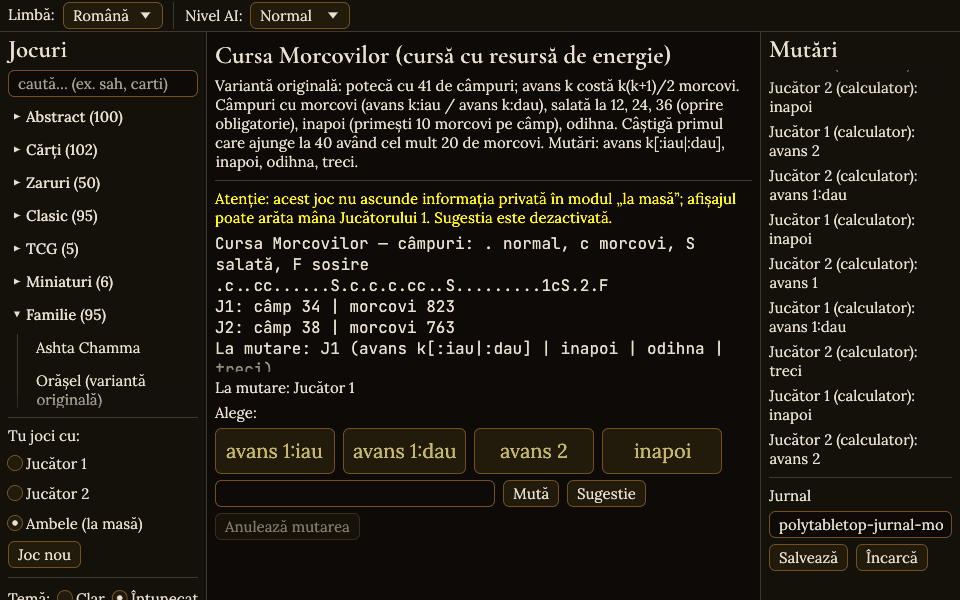 Limbă: Română ▼ Nivel AI: Normal ▼
Jocuri
caută... (ex. sah, carti)
▸ Abstract (100)
▸ Cărți (102)
▸ Zaruri (50)
▸ Clasic (95)
▸ TCG (5)
▸ Miniaturi (6)
▾ Familie (95)
Ashta Chamma
Orășel (variantă
originală)
Tu joci cu:
Jucător 1
Jucător 2
Ambele (la masă)
Joc nou
Temă: Clar Întunecat
Cursa Morcovilor (cursă cu resursă de energie)
Variantă originală: potecă cu 41 de câmpuri; avans k costă k(k+1)/2 morcovi.
Câmpuri cu morcovi (avans k:iau / avans k:dau), salată la 12, 24, 36 (oprire
obligatorie), inapoi (primești 10 morcovi pe câmp), odihna. Câștigă primul
care ajunge la 40 având cel mult 20 de morcovi. Mutări: avans k[:iau|:dau],
inapoi, odihna, treci.
Atenție: acest joc nu ascunde informația privată în modul „la masă”; afișajul
poate arăta mâna Jucătorului 1. Sugestia este dezactivată.
Cursa Morcovilor — câmpuri: . normal, c morcovi, S
salată, F sosire
.c..cc......S.c.c.c.cc..S.........1cS.2.F
J1: câmp 34 | morcovi 823
J2: câmp 38 | morcovi 763
La mutare: J1 (avans k[:iau|:dau] | inapoi | odihna |
treci)
La mutare: Jucător 1
Alege:
avans 1:iau avans 1:dau avans 2 inapoi
Mută Sugestie
Anulează mutarea
Mutări
Jucător 2 (calculator):
inapoi
Jucător 1 (calculator):
avans 2
Jucător 2 (calculator):
avans 1:dau
Jucător 1 (calculator):
inapoi
Jucător 2 (calculator):
avans 1
Jucător 1 (calculator):
avans 1:dau
Jucător 2 (calculator):
treci
Jucător 1 (calculator):
inapoi
Jucător 2 (calculator):
avans 2
Jurnal
polytabletop-jurnal-mo
Salvează Încarcă